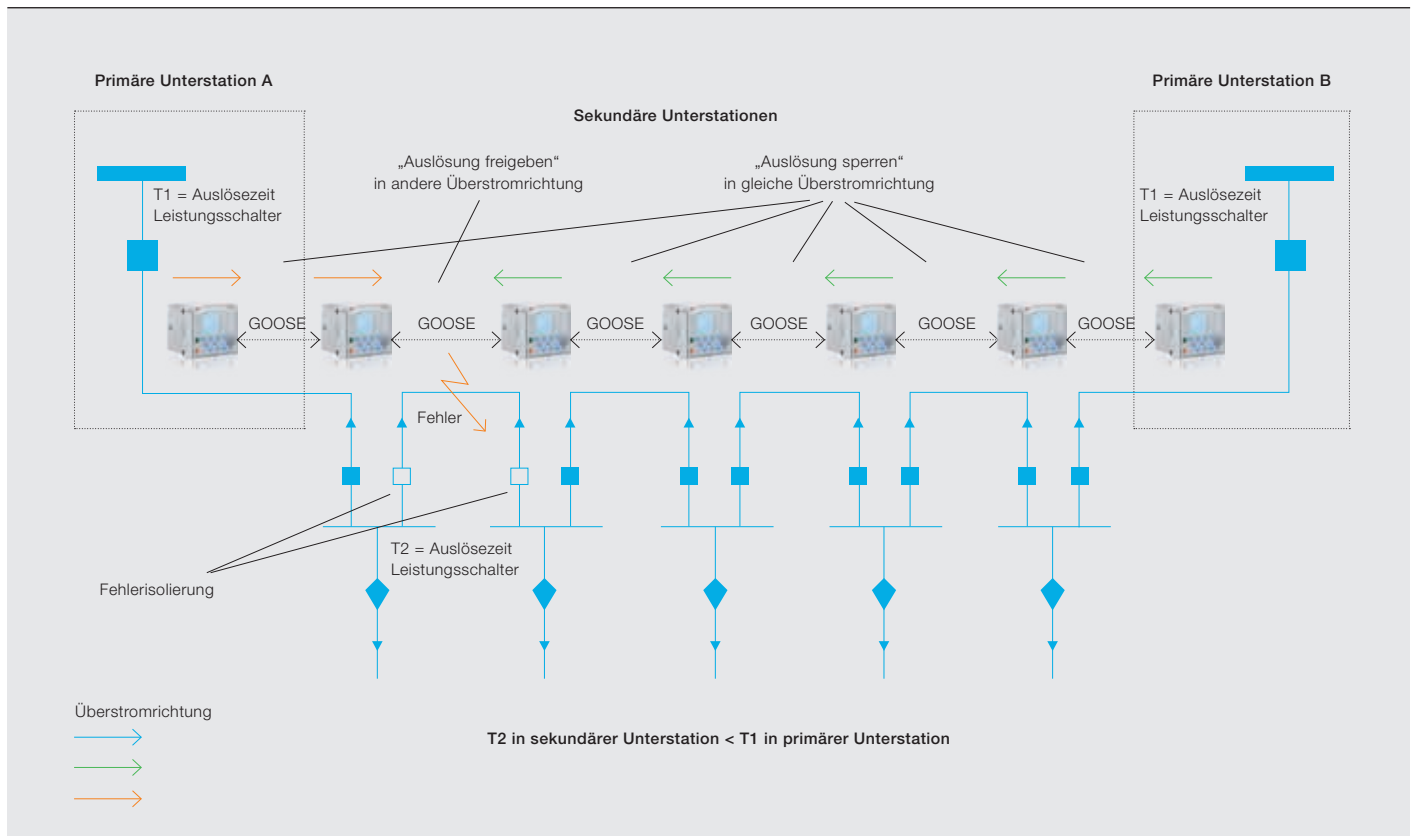 Primäre Unterstation A
Primäre Unterstation B
Sekundäre Unterstationen
„Auslösung freigeben“
in andere Überstromrichtung
„Auslösung sperren“
in gleiche Überstromrichtung
T1 = Auslösezeit
Leistungsschalter
T1 = Auslösezeit
Leistungsschalter
GOOSE
GOOSE
GOOSE
GOOSE
GOOSE
GOOSE
Fehler
T2 = Auslösezeit
Leistungsschalter
Fehlerisolierung
Überstromrichtung
T2 in sekundärer Unterstation < T1 in primärer Unterstation